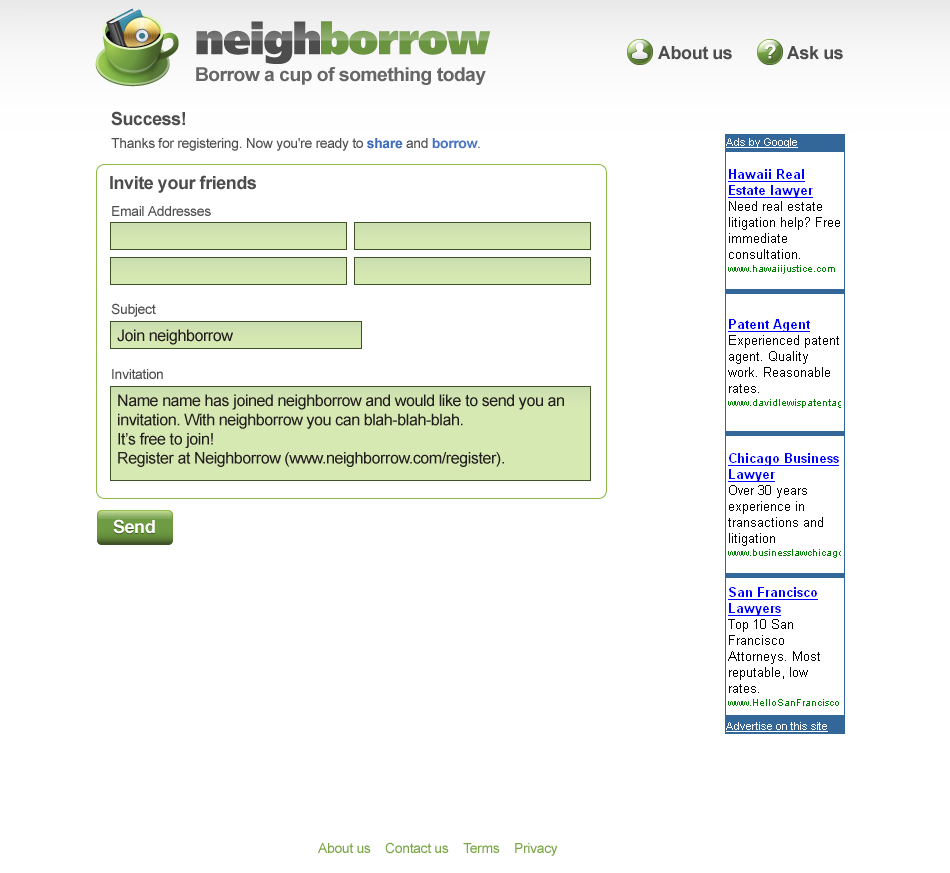 neighborrow
Borrow a cup of something today
About us
Ask us
Success!
Thanks for registering. Now you're ready to share and borrow.
Invite your friends
Email Addresses
Subject
Join neighborrow
Invitation
Name name has joined neighborrow and would like to send you an
invitation. With neighborrow you can blah-blah-blah.
It's free to join!
Register at Neighborrow (www.neighborrow.com/register).
Send
Ads by Google
Hawaii Real
Estate lawyer
Need real estate
litigation help? Free
immediate
consultation.
www.hawaiijustice.com
Patent Agent
Experienced patent
agent. Quality
work. Reasonable
rates.
www.davidlewispatentag
Chicago Business
Lawyer
Over 30 years
experience in
transactions and
litigation
www.businesslawchicago
San Francisco
Lawyers
Top 10 San
Francisco
Attorneys. Most
reputable, low
rates.
www.HelloSanFrancisco
Advertise on this site
About us Contact us Terms Privacy